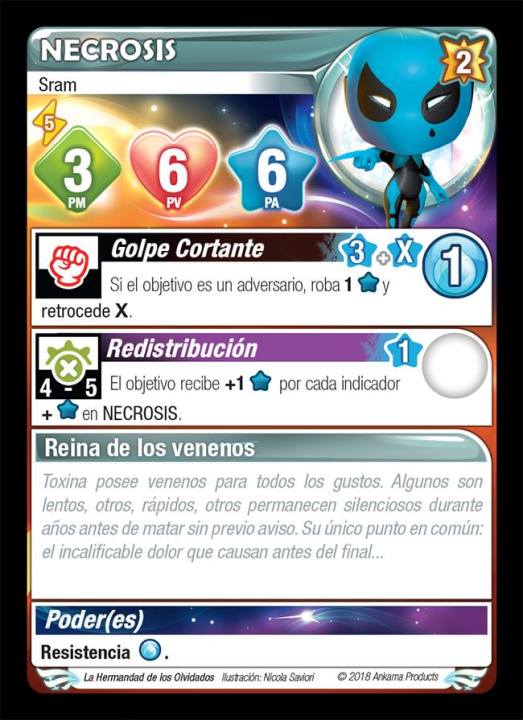 NECROSIS
2
Sram
5
3
PM
6
PV
6
PA
Golpe Cortante
3 + X
1
Si el objetivo es un adversario, roba 1 y
retrocede X.
Redistribución
1
4 - 5
El objetivo recibe +1 por cada indicador
+ en NECROSIS.
Reina de los venenos
Toxina posee venenos para todos los gustos. Algunos son
lentos, otros, rápidos, otros permanecen silenciosos durante
años antes de matar sin previo aviso. Su único punto en común:
el incalificable dolor que causan antes del final...
Poder(es)
Resistencia .
La Hermandad de los Olvidados Ilustración: Nicola Saviori © 2018 Ankama Products